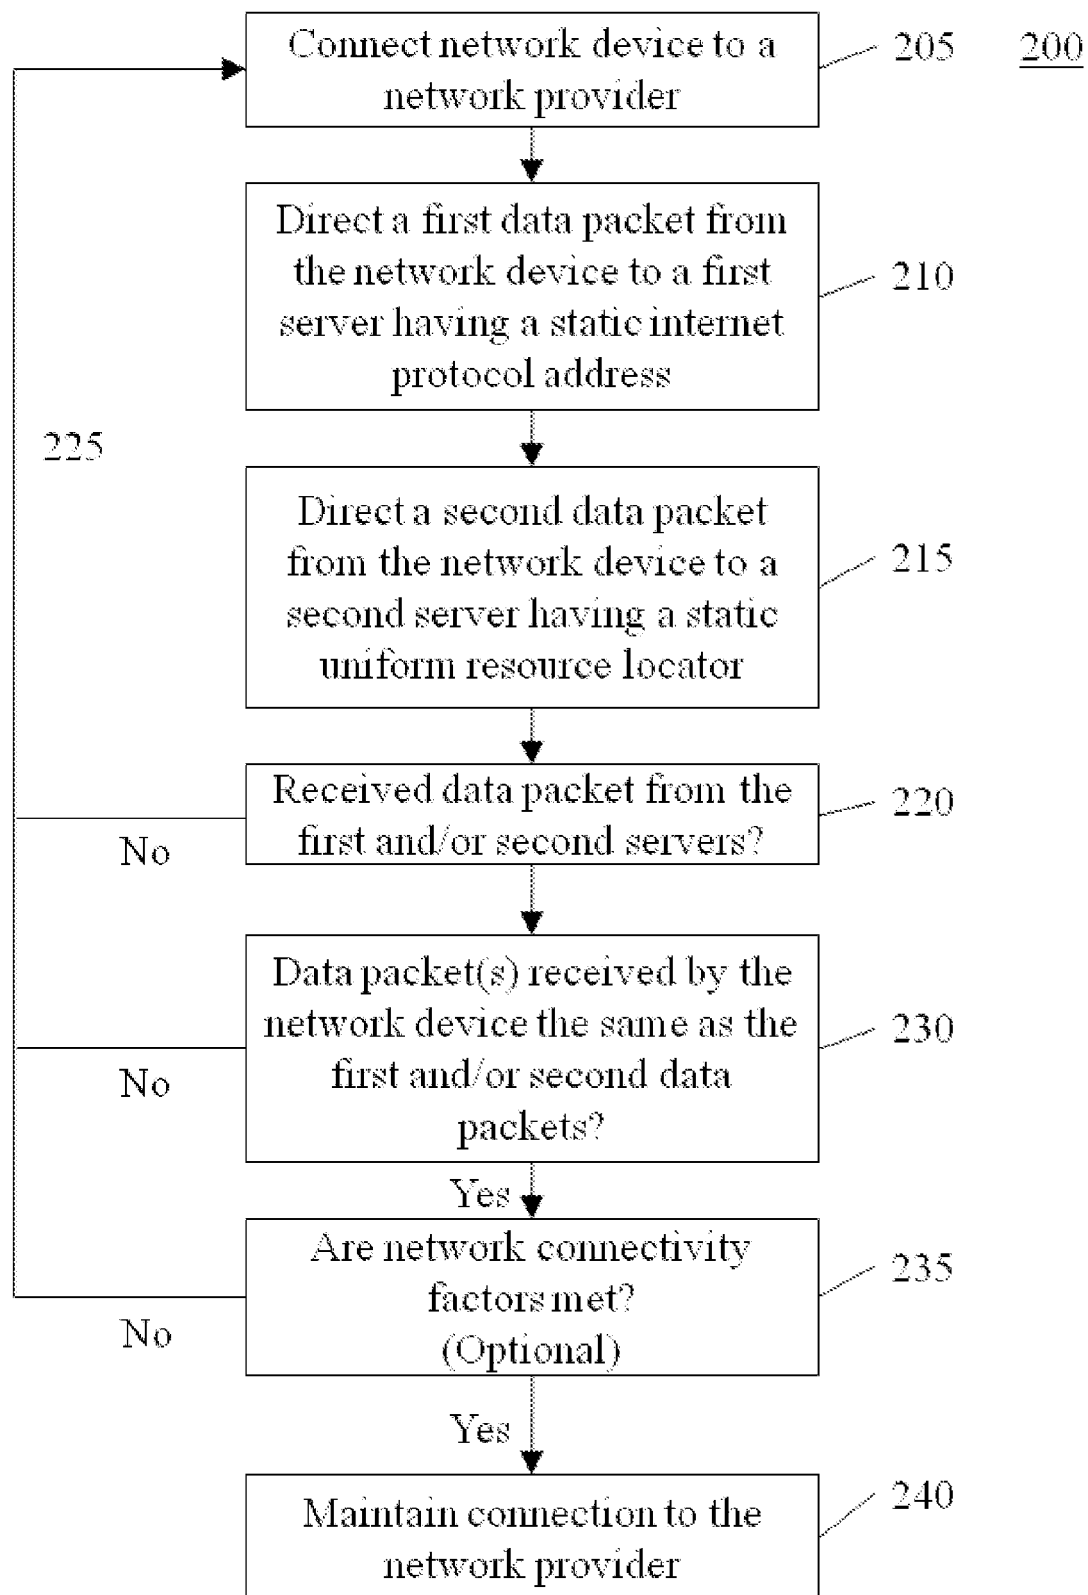 Connect network device to a
network provider
205
200
Direct a first data packet from
the network device to a first
server having a static internet
protocol address
210
225
Direct a second data packet
from the network device to a
second server having a static
uniform resource locator
215
Received data packet from the
first and/or second servers?
220
No
Data packet(s) received by the
network device the same as the
first and/or second data
packets?
230
No
Yes
Are network connectivity
factors met?
(Optional)
235
No
Yes
Maintain connection to the
network provider
240